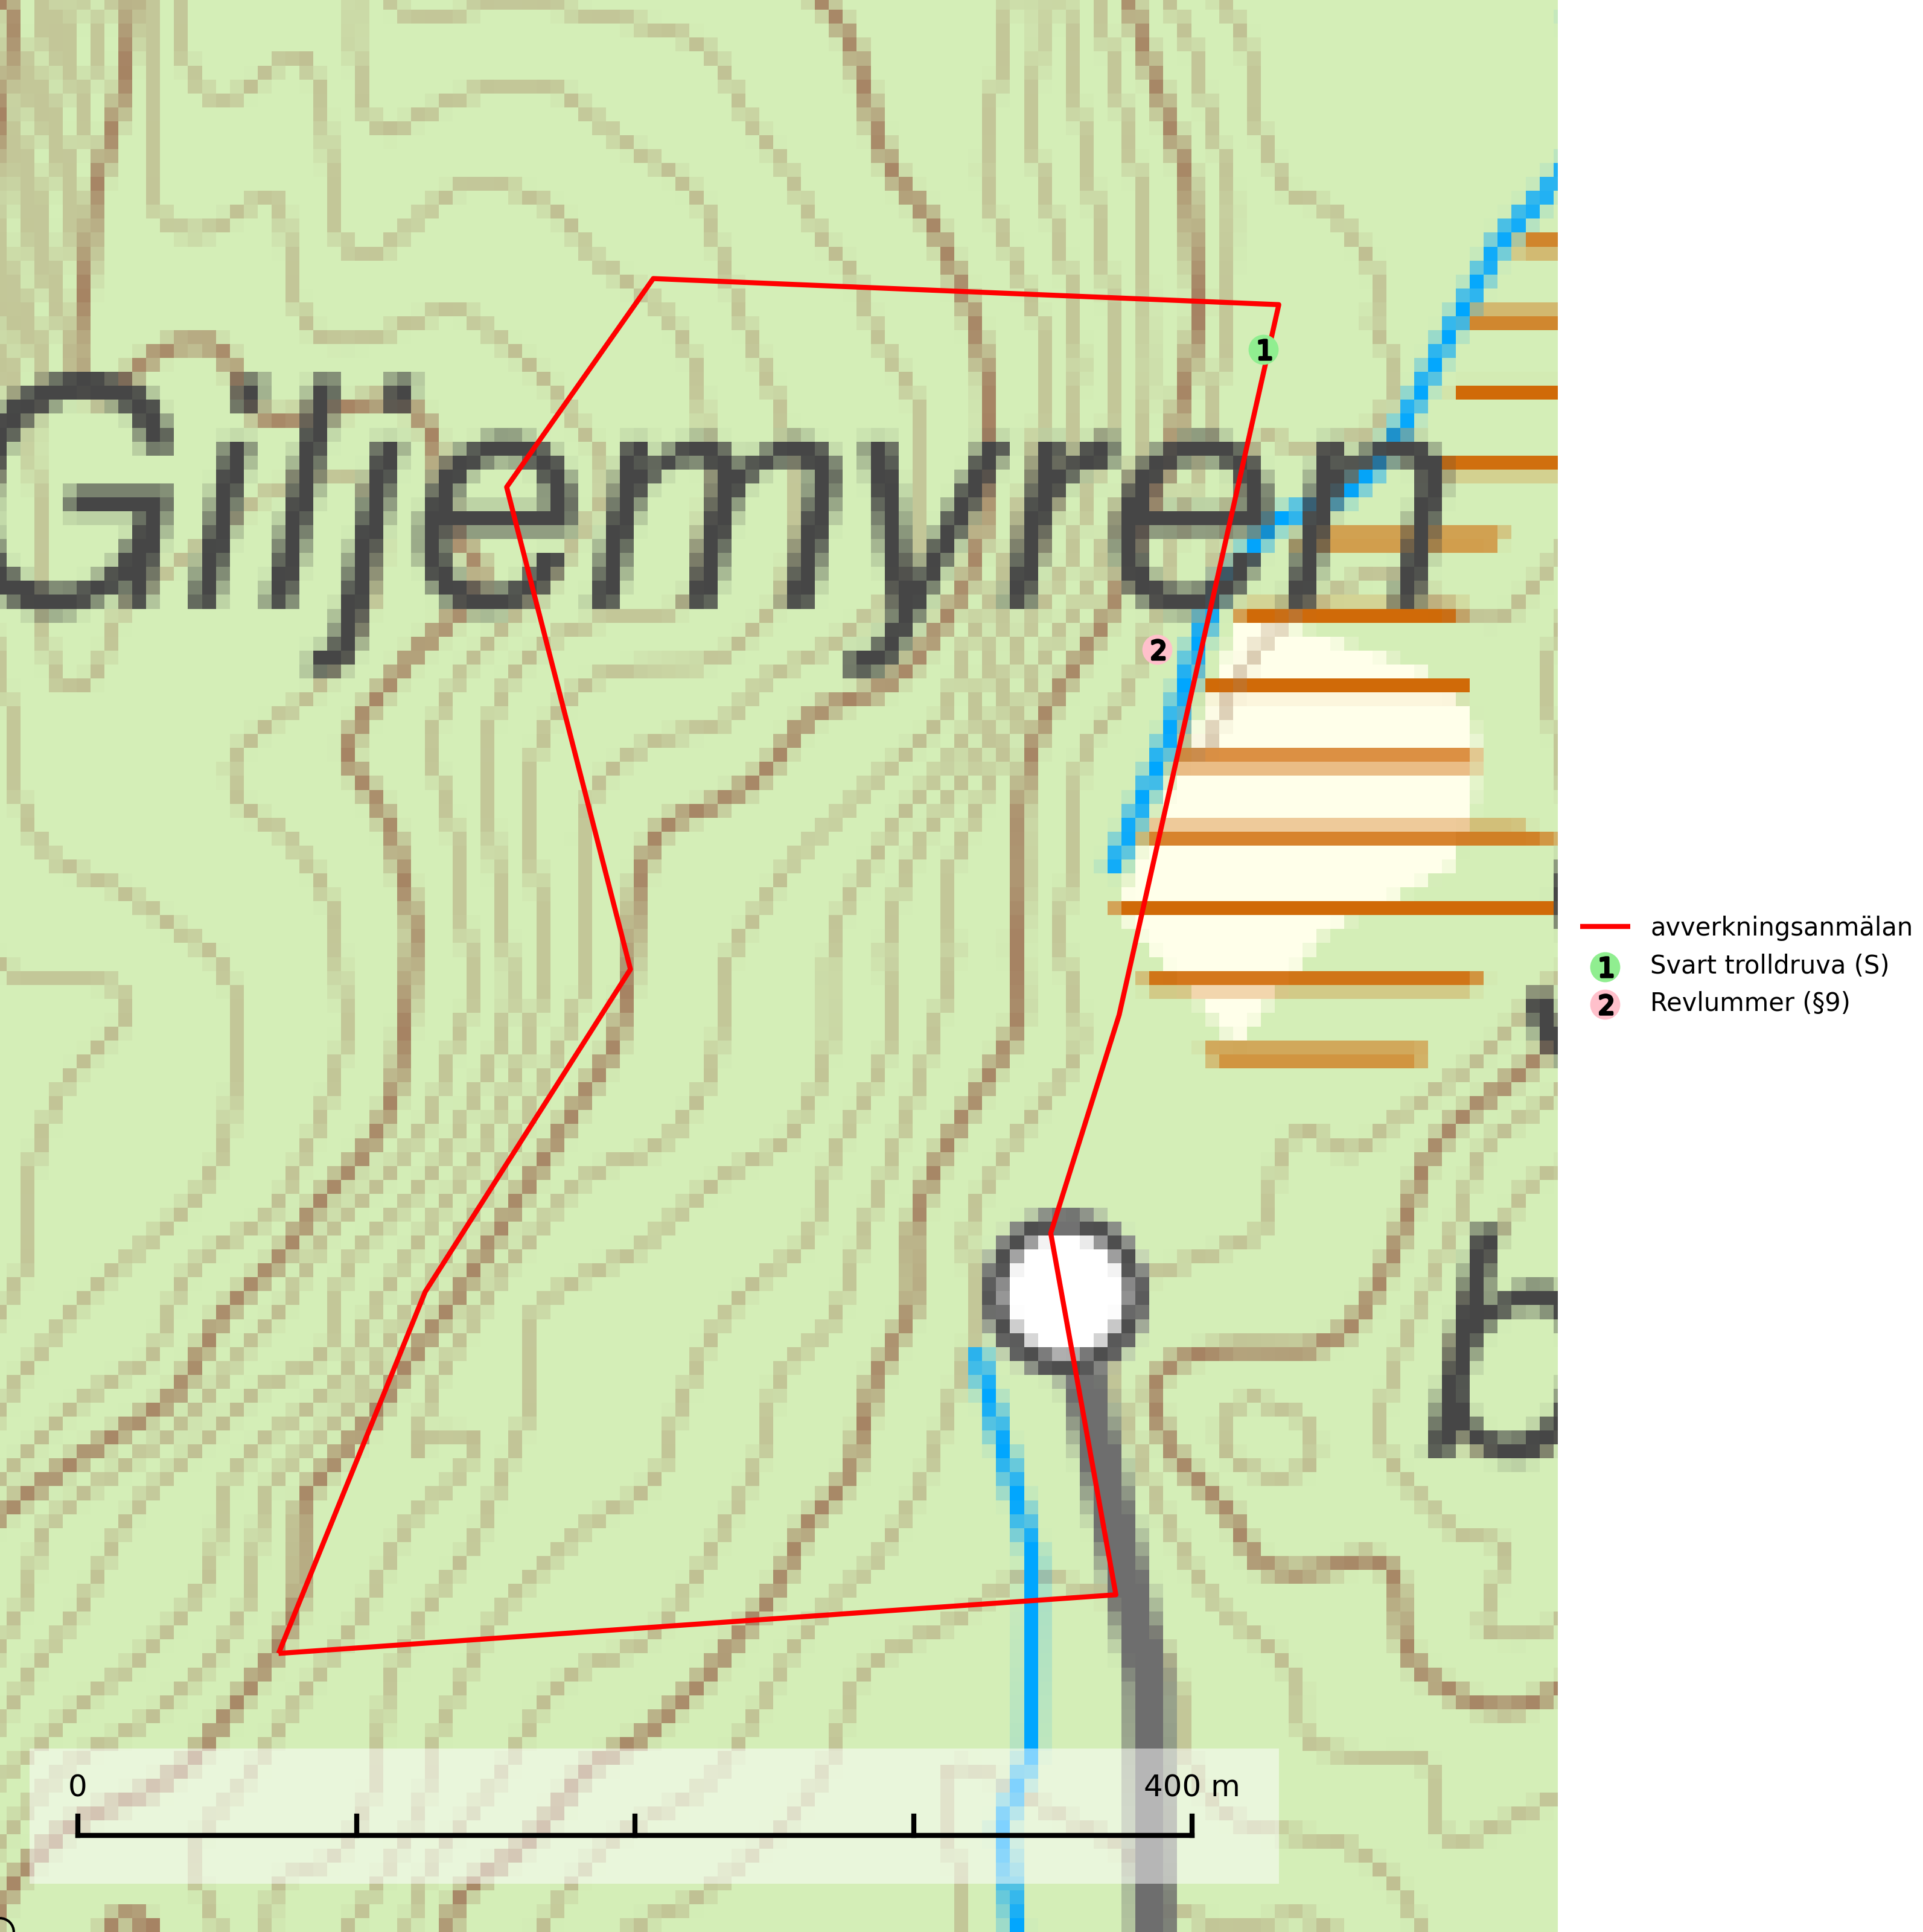 Giljemyren
b
avverkningsanmälan
1 Svart trolldruva (S)
2 Revlummer (§9)
1
2
0 400 m